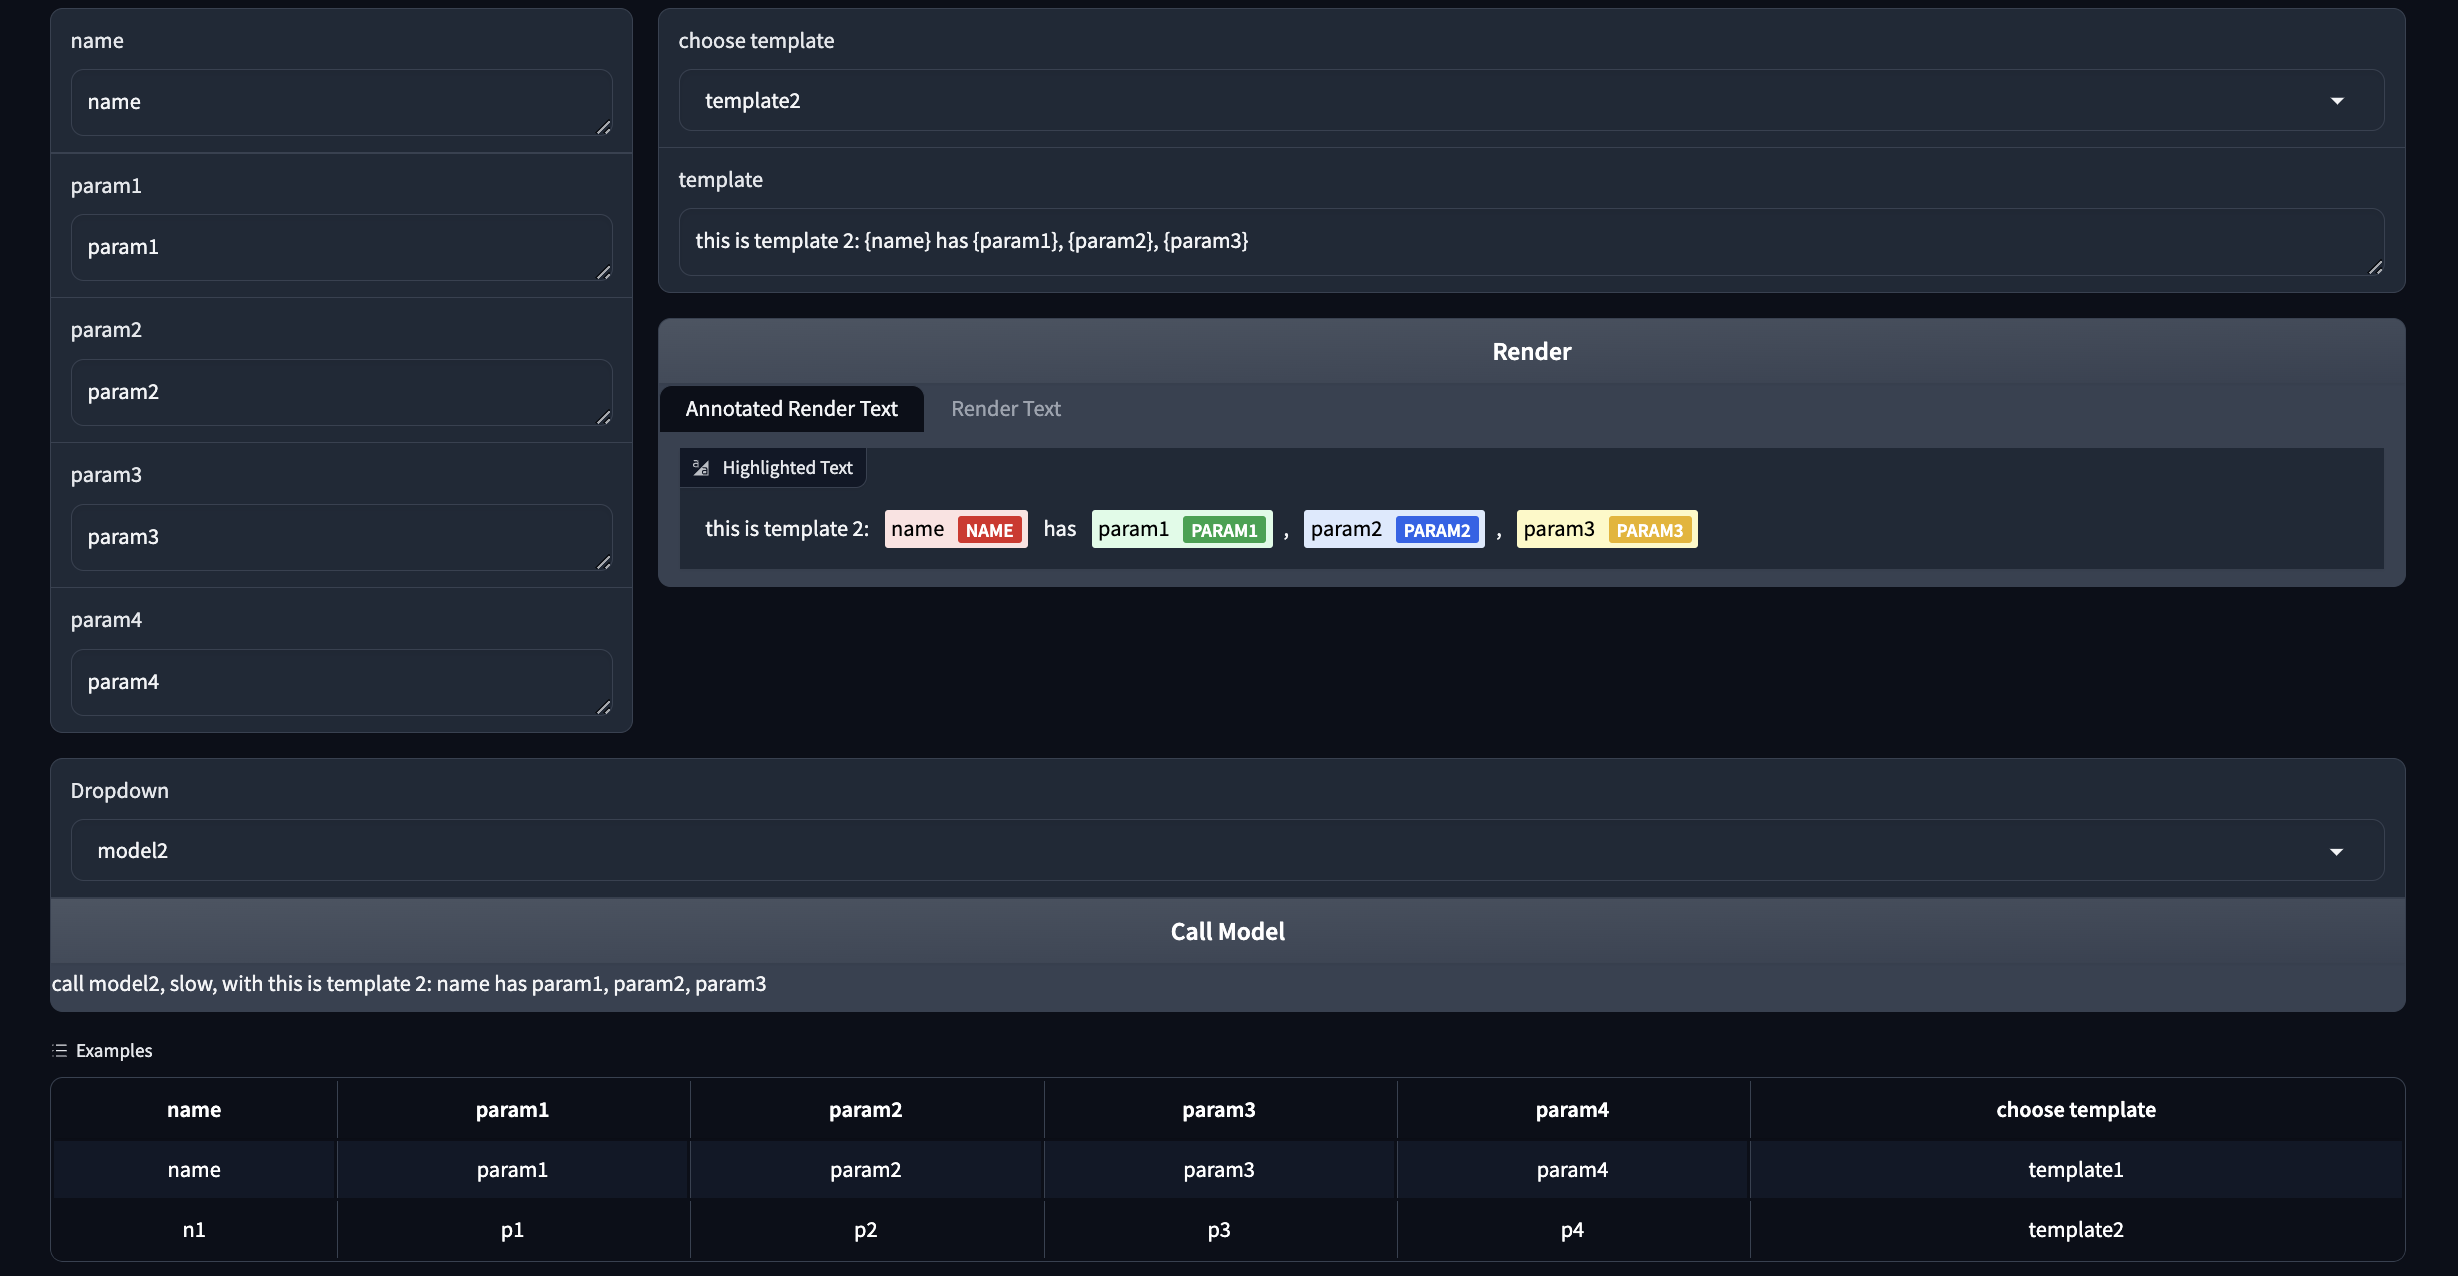 name
name
param1
param1
param2
param2
param3
param3
param4
param4
choose template
template2
template
this is template 2: {name} has {param1}, {param2}, {param3}
Render
Annotated Render Text Render Text
Highlighted Text
this is template 2: name NAME has param1 PARAM1 , param2 PARAM2 , param3 PARAM3
Dropdown
model2
Call Model
call model2, slow, with this is template 2: name has param1, param2, param3
Examples
name param1 param2 param3 param4 choose template
name param1 param2 param3 param4 template1
n1 p1 p2 p3 p4 template2